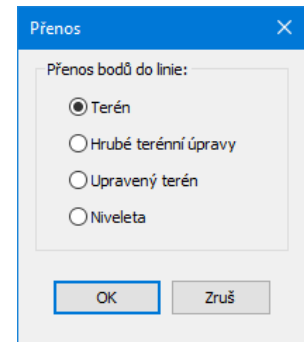 Přenos
Přenos bodů do linie:
Terén
Hrubé terénní úpravy
Upravený terén
Niveleta
OK Zruš